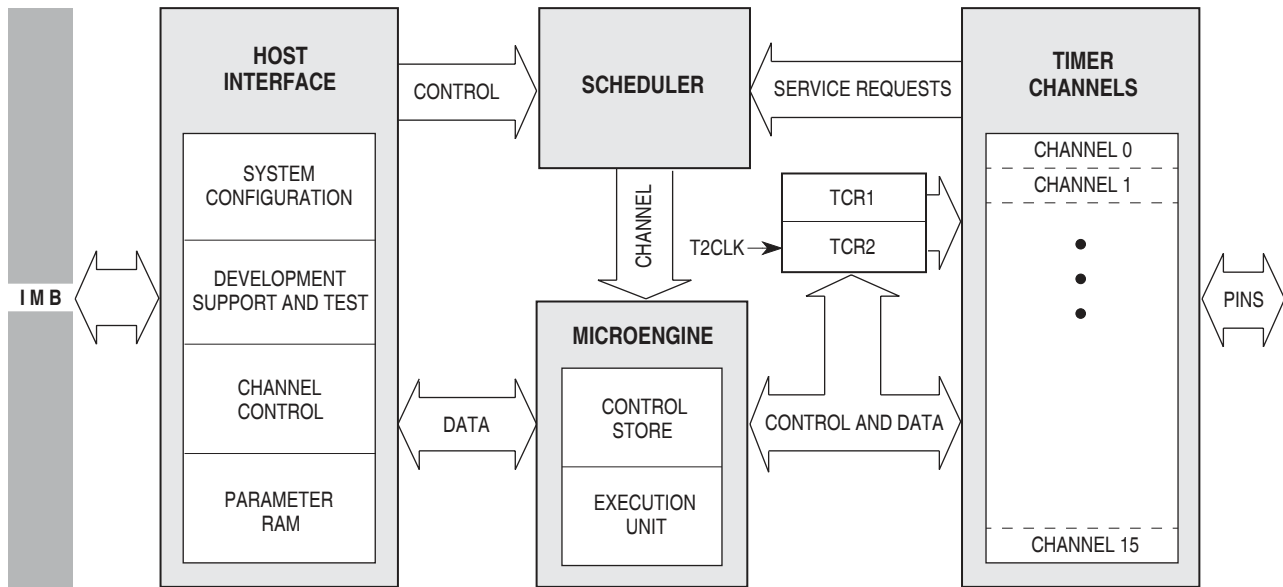 I M B
HOST
INTERFACE
SYSTEM
CONFIGURATION
DEVELOPMENT
SUPPORT AND TEST
CHANNEL
CONTROL
PARAMETER
RAM
CONTROL
SCHEDULER
SERVICE REQUESTS
CHANNEL
DATA
MICROENGINE
CONTROL
STORE
EXECUTION
UNIT
TCR1
T2CLK
TCR2
CONTROL AND DATA
TIMER
CHANNELS
CHANNEL 0
CHANNEL 1
CHANNEL 15
PINS